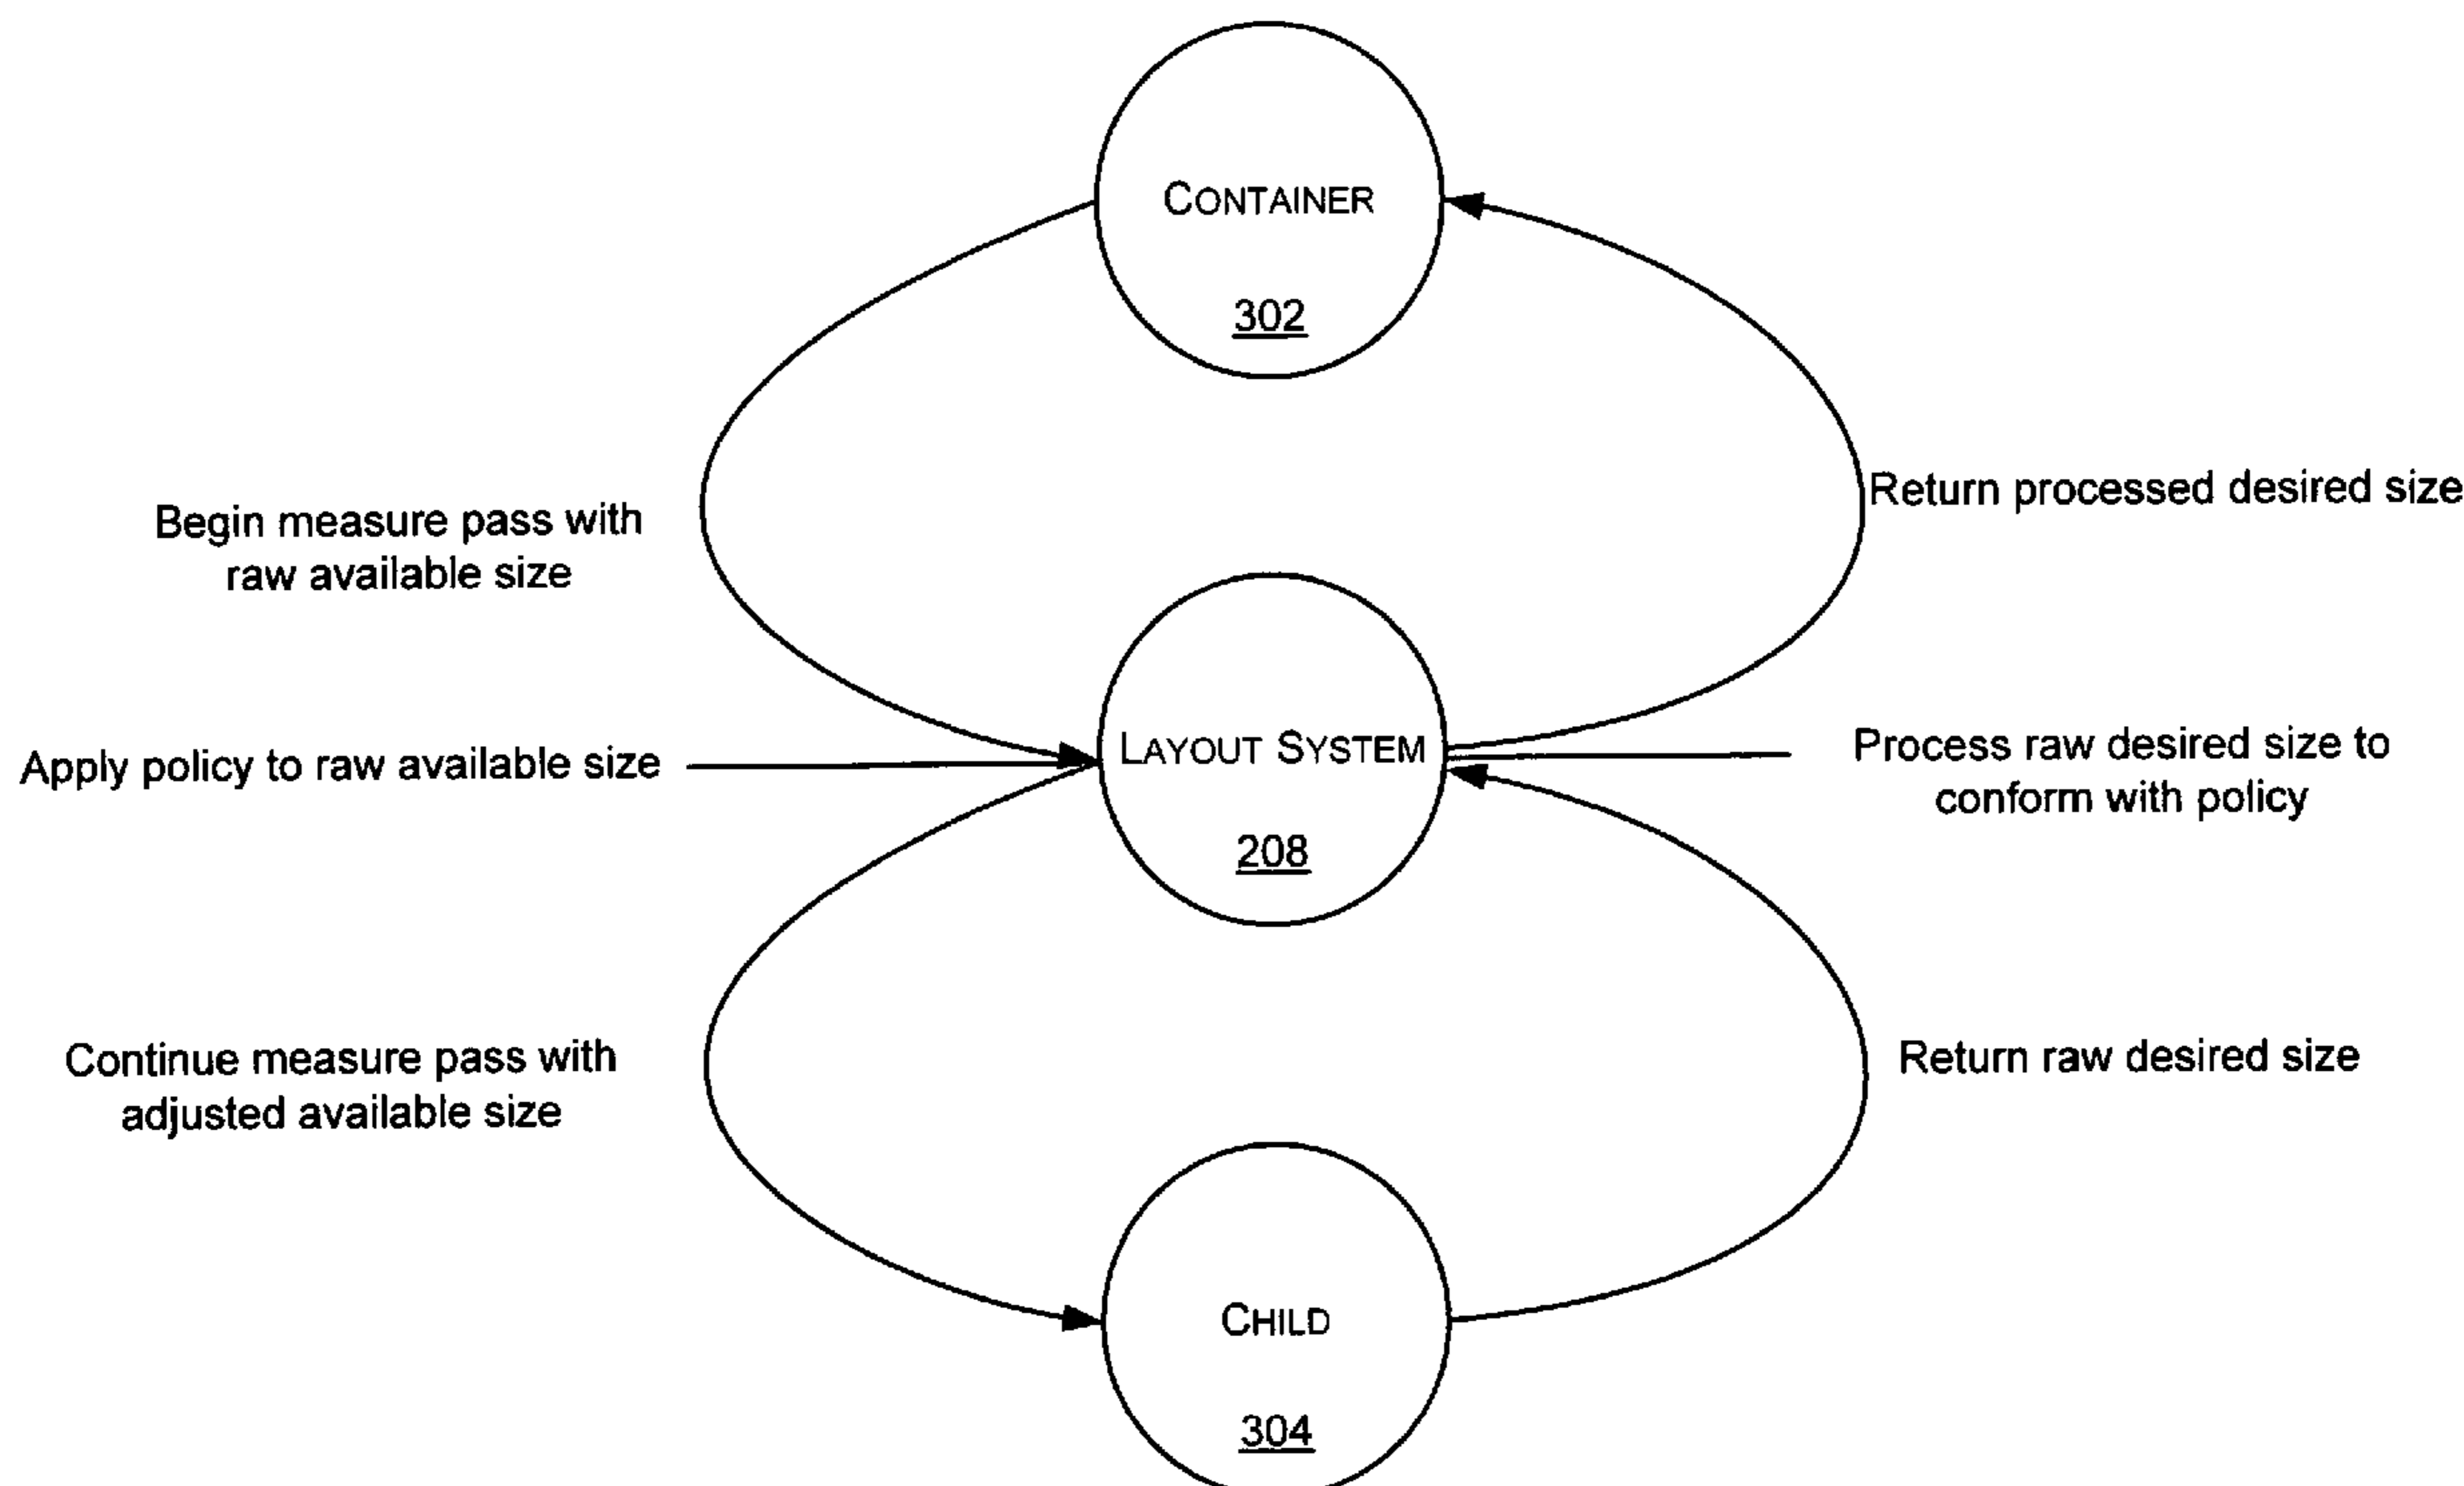 CONTAINER
302
Begin measure pass with
raw available size
Return processed desired size
Apply policy to raw available size
LAYOUT SYSTEM
208
Process raw desired size to
conform with policy
Continue measure pass with
adjusted available size
Return raw desired size
CHILD
304